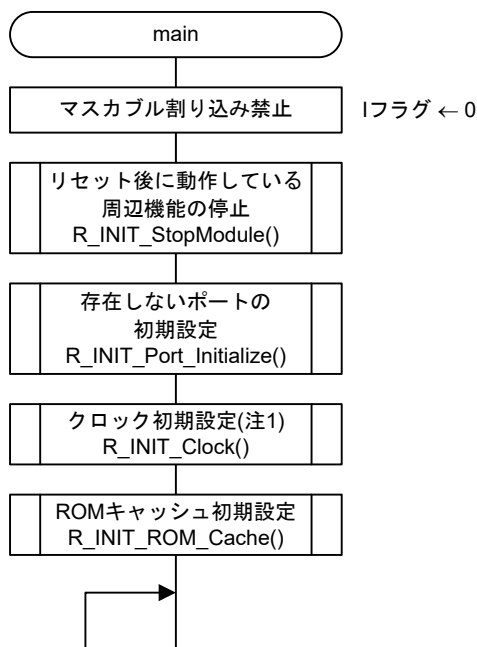 main
マスカブル割り込み禁止 Iフラグ ← 0
リセット後に動作している
周辺機能の停止
R_INIT_StopModule()
存在しないポートの
初期設定
R_INIT_Port_Initialize()
クロック初期設定(注1)
R_INIT_Clock()
ROMキャッシュ初期設定
R_INIT_ROM_Cache()